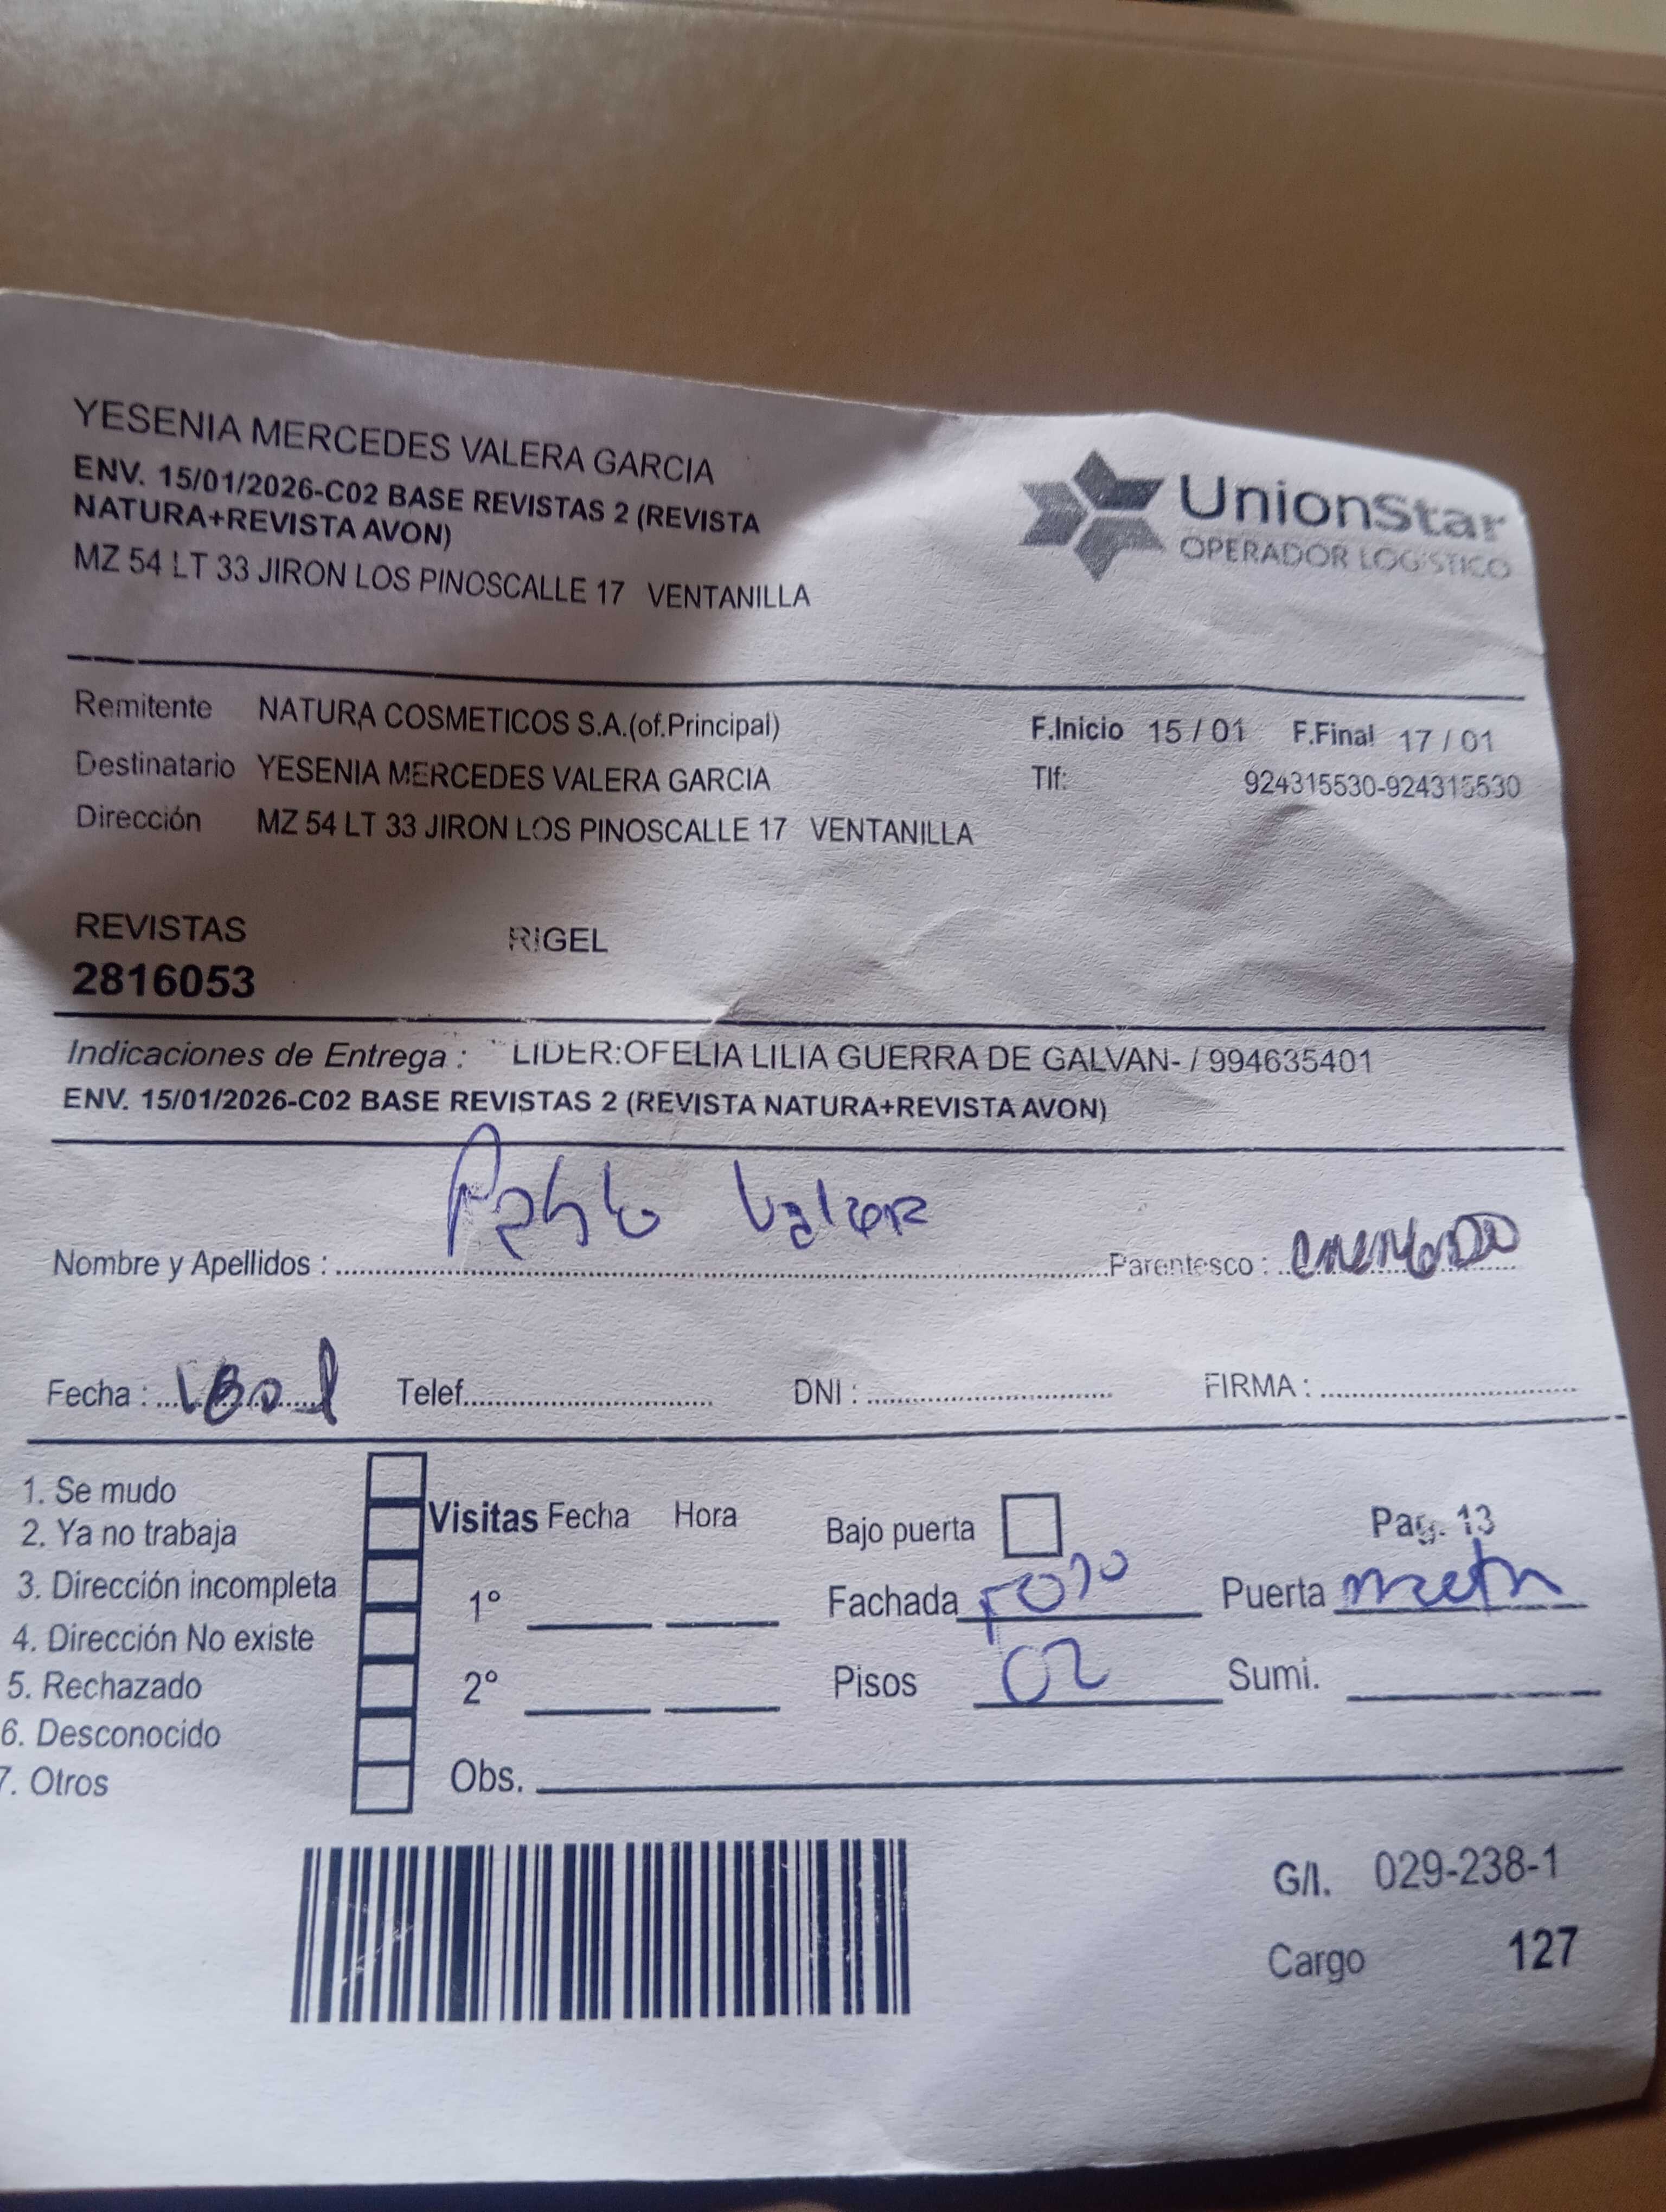 YESENIA MERCEDES VALERA GARCIA
ENV. 15/01/2026-C02 BASE REVISTAS 2 (REVISTA
NATURA+REVISTA AVON)
MZ 54 LT 33 JIRON LOS PINOSCALLE 17 VENTANILLA
UnionStar
OPERADOR LOGISTICO
Remitente NATURA COSMETICOS S.A.(of.Principal) F.Inicio 15 / 01 F.Final 17 / 01
Destinatario YESENIA MERCEDES VALERA GARCIA Tlf: 924315530-924315530
Dirección MZ 54 LT 33 JIRON LOS PINOSCALLE 17 VENTANILLA
REVISTAS RIGEL
2816053
Indicaciones de Entrega : LIDER:OFELIA LILIA GUERRA DE GALVAN- / 994635401
ENV. 15/01/2026-C02 BASE REVISTAS 2 (REVISTA NATURA+REVISTA AVON)
Nombre y Apellidos : Pablo Parentesco :
Fecha : Telef. DNI : FIRMA :
1. Se mudo
2. Ya no trabaja
3. Dirección incompleta
4. Dirección No existe
5. Rechazado
6. Desconocido
7. Otros
Visitas Fecha Hora
1°
2°
Obs.
Bajo puerta Pag. 13
Fachada Puerta
Pisos 02 Sumi.
G/I. 029-238-1
Cargo 127